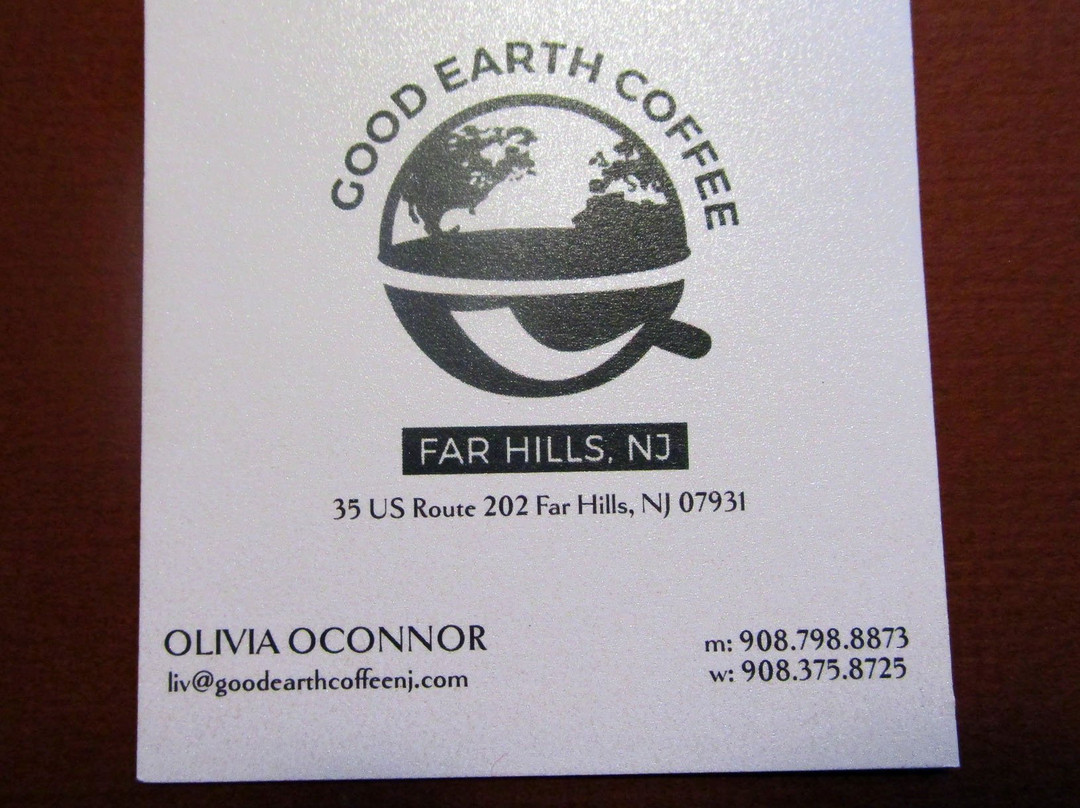 GOOD EARTH COFFEE
FAR HILLS, NJ
35 US Route 202 Far Hills, NJ 07931
OLIVIA OCONNOR
liv@goodearthcoffeenj.com
m: 908.798.8873
w: 908.375.8725